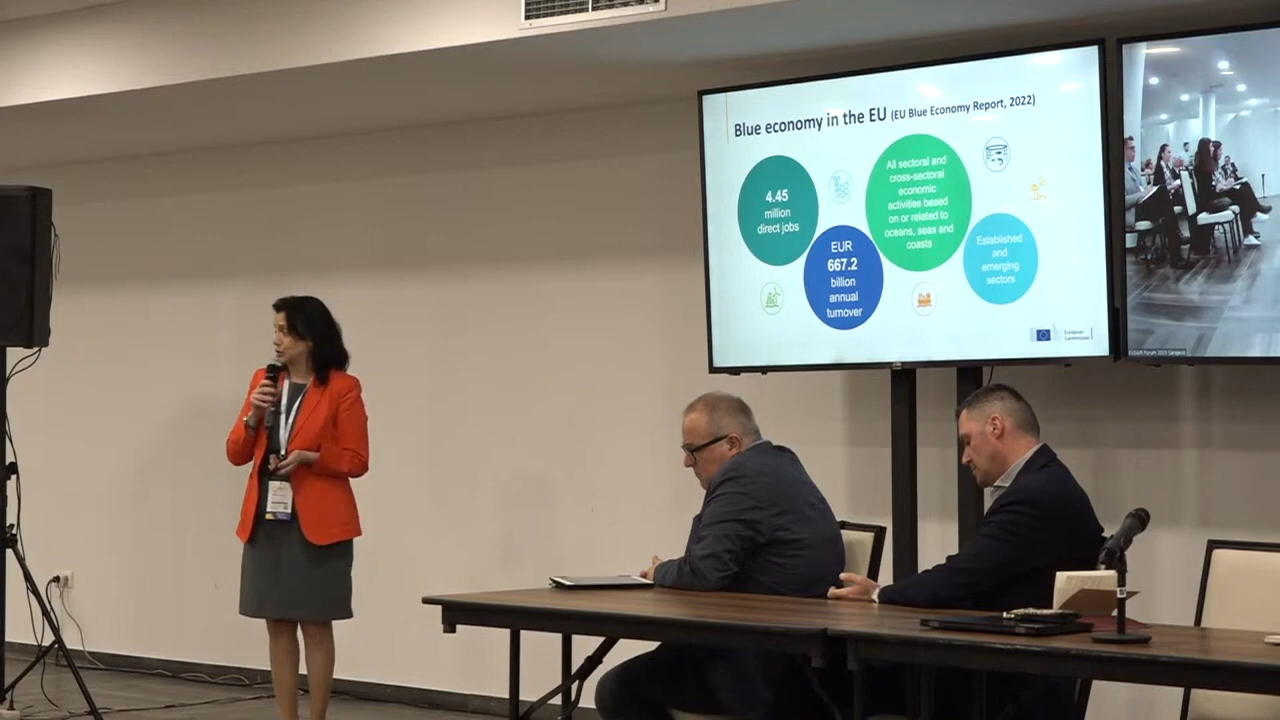 Blue economy in the EU (EU Blue Economy Report, 2022)
4.45
million
direct jobs
EUR
667.2
billion
annual
turnover
All sectoral and
cross-sectoral
economic
activities based
on or related to
oceans, seas and
coasts
Established
and
emerging
sectors
European
Commission